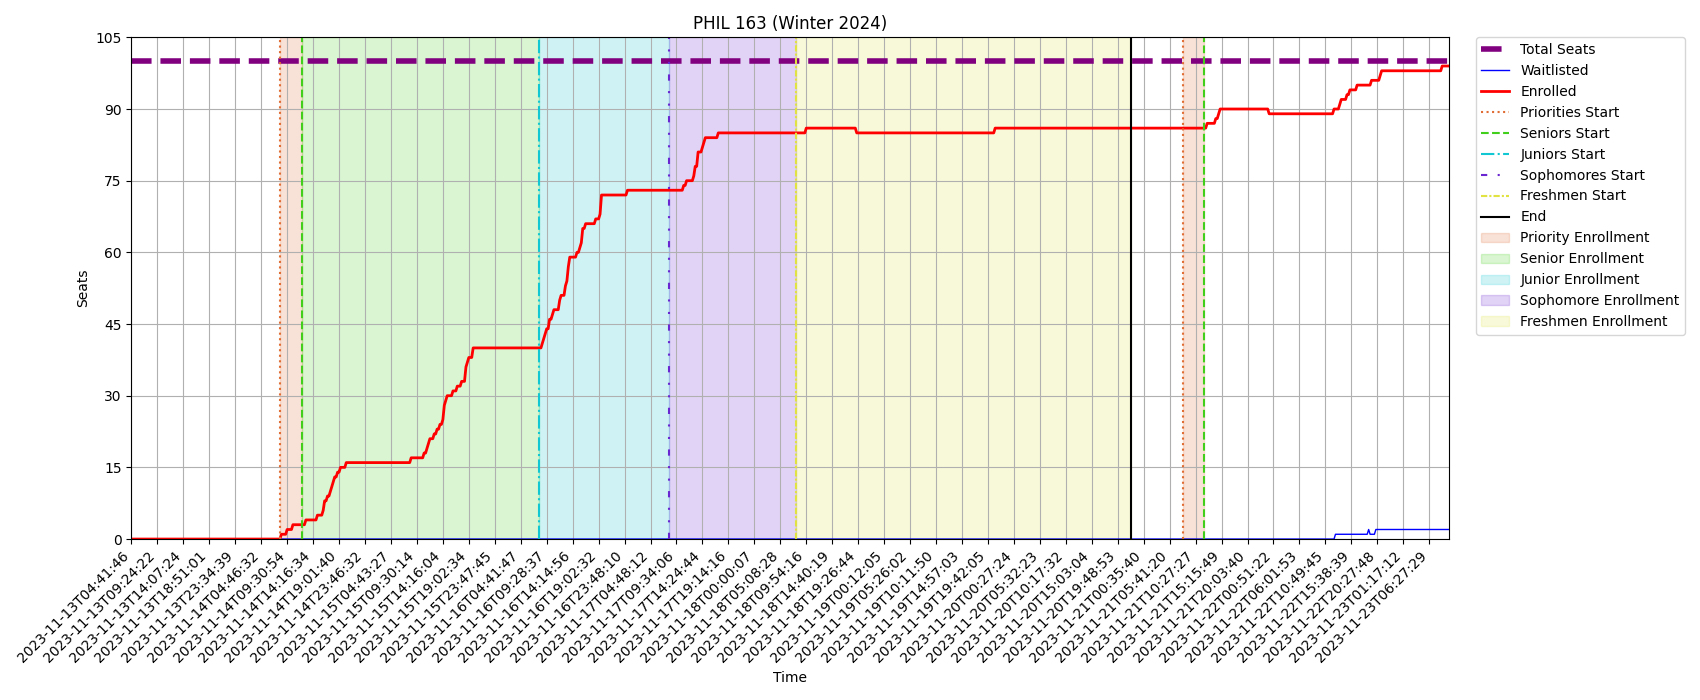 PHIL 163 (Winter 2024)
105
90
75
60
45
30
15
0
Seats
2023-11-13T04:41:46
2023-11-13T09:24:22
2023-11-13T14:07:24
2023-11-13T18:51:01
2023-11-13T23:34:39
2023-11-14T04:46:32
2023-11-14T09:30:54
2023-11-14T14:16:34
2023-11-14T19:01:40
2023-11-14T23:46:32
2023-11-15T04:43:27
2023-11-15T09:30:14
2023-11-15T14:16:04
2023-11-15T19:02:34
2023-11-15T23:47:45
2023-11-16T04:41:47
2023-11-16T09:28:37
2023-11-16T14:14:56
2023-11-16T19:02:32
2023-11-16T23:48:10
2023-11-17T04:48:12
2023-11-17T09:34:06
2023-11-17T14:24:44
2023-11-17T19:14:16
2023-11-18T00:00:07
2023-11-18T05:08:28
2023-11-18T09:54:16
2023-11-18T14:40:19
2023-11-18T19:26:44
2023-11-19T00:12:05
2023-11-19T05:26:02
2023-11-19T10:11:50
2023-11-19T14:57:03
2023-11-19T19:42:05
2023-11-20T00:27:24
2023-11-20T05:32:23
2023-11-20T10:17:32
2023-11-20T15:03:04
2023-11-20T19:48:53
2023-11-21T00:35:40
2023-11-21T05:41:20
2023-11-21T10:27:27
2023-11-21T15:15:49
2023-11-21T20:03:40
2023-11-22T00:51:22
2023-11-22T06:01:53
2023-11-22T10:49:45
2023-11-22T15:38:39
2023-11-22T20:27:48
2023-11-23T01:17:12
2023-11-23T06:27:29
Time
Total Seats
Waitlisted
Enrolled
Priorities Start
Seniors Start
Juniors Start
Sophomores Start
Freshmen Start
End
Priority Enrollment
Senior Enrollment
Junior Enrollment
Sophomore Enrollment
Freshmen Enrollment